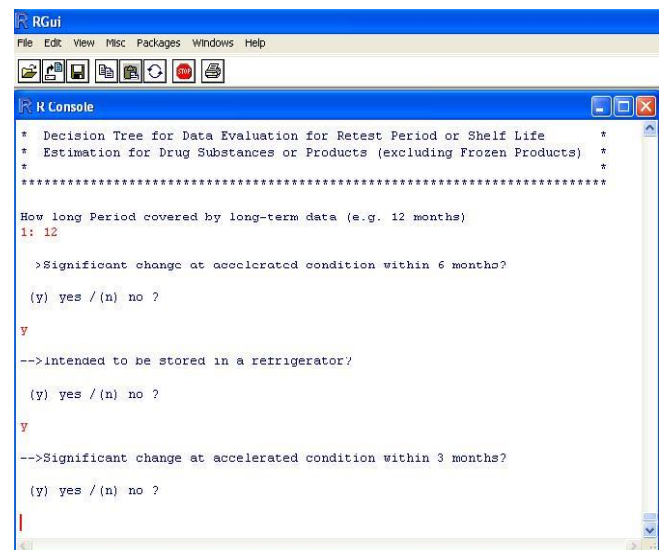 RGui
File Edit View Misc Packages Windows Help
STOP
R Console
* Decision Tree for Data Evaluation for Retest Period or Shelf Life *
* Estimation for Drug Substances or Products (excluding Frozen Products) *
* *
****************************************************************************
How long Period covered by long-term data (e.g. 12 months)
1: 12
>Significant change at accelerated condition within 6 months?
(y) yes /(n) no ?
y
-->Intended to be stored in a refrigerator?
(y) yes /(n) no ?
y
-->Significant change at accelerated condition within 3 months?
(y) yes /(n) no ?